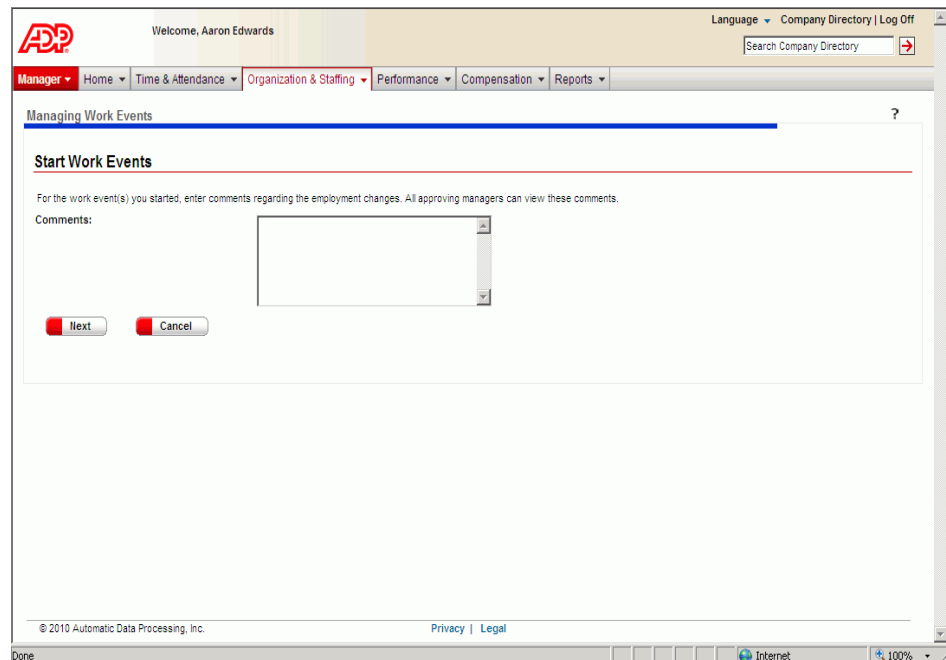 Language Company Directory | Log Off
ADP
Welcome, Aaron Edwards
Search Company Directory
Manager Home Time & Attendance Organization & Staffing Performance Compensation Reports
Managing Work Events ?
Start Work Events
For the work event(s) you started, enter comments regarding the employment changes. All approving managers can view these comments.
Comments:
Next Cancel
© 2010 Automatic Data Processing, Inc. Privacy | Legal
Done Internet 100%